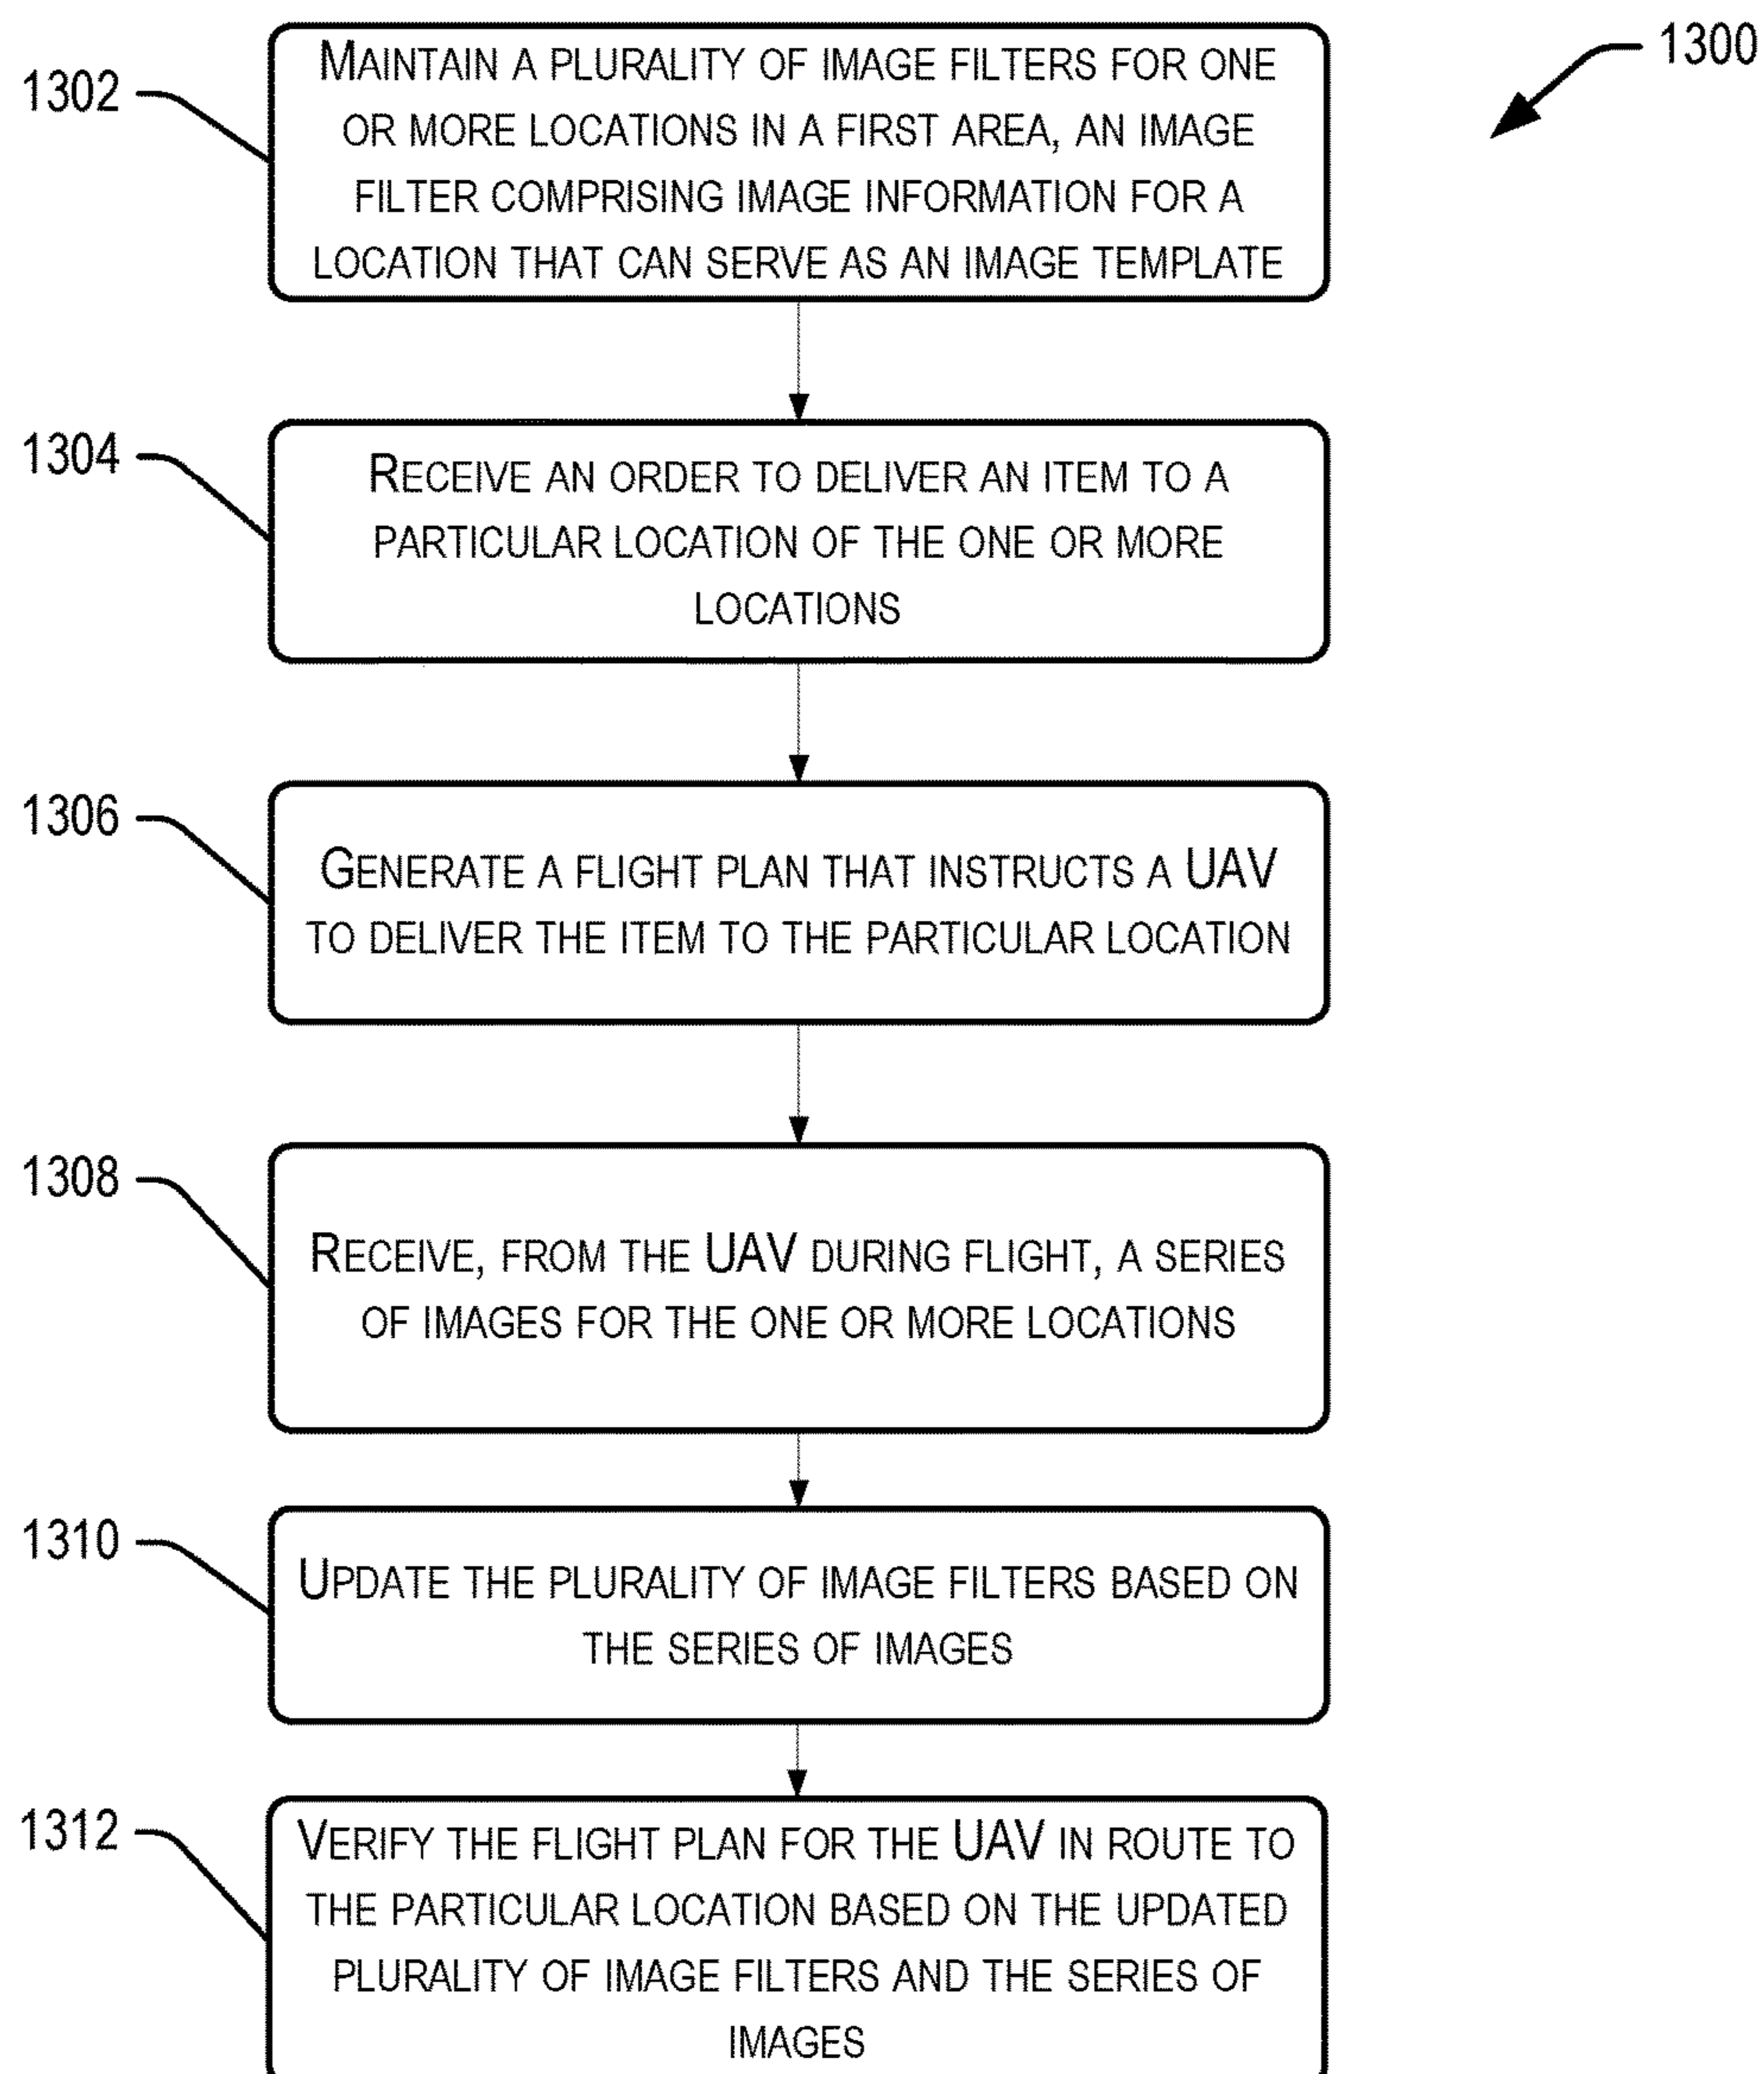 1300
1302
MAINTAIN A PLURALITY OF IMAGE FILTERS FOR ONE
OR MORE LOCATIONS IN A FIRST AREA, AN IMAGE
FILTER COMPRISING IMAGE INFORMATION FOR A
LOCATION THAT CAN SERVE AS AN IMAGE TEMPLATE
1304
RECEIVE AN ORDER TO DELIVER AN ITEM TO A
PARTICULAR LOCATION OF THE ONE OR MORE
LOCATIONS
1306
GENERATE A FLIGHT PLAN THAT INSTRUCTS A UAV
TO DELIVER THE ITEM TO THE PARTICULAR LOCATION
1308
RECEIVE, FROM THE UAV DURING FLIGHT, A SERIES
OF IMAGES FOR THE ONE OR MORE LOCATIONS
1310
UPDATE THE PLURALITY OF IMAGE FILTERS BASED ON
THE SERIES OF IMAGES
1312
VERIFY THE FLIGHT PLAN FOR THE UAV IN ROUTE TO
THE PARTICULAR LOCATION BASED ON THE UPDATED
PLURALITY OF IMAGE FILTERS AND THE SERIES OF
IMAGES